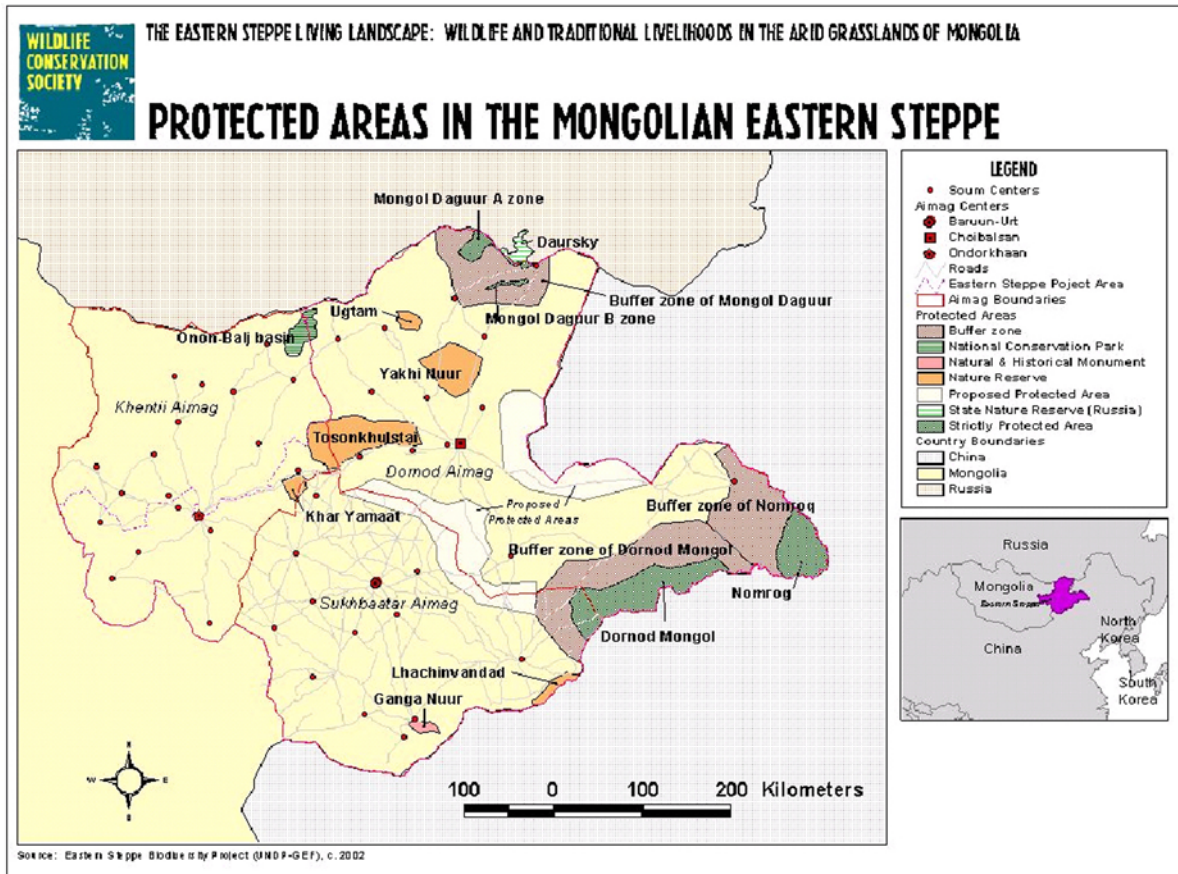 WILDLIFE
CONSERVATION
SOCIETY
THE EASTERN STEPPE LIVING LANDSCAPE: WILDLIFE AND TRADITIONAL LIVELIHOODS IN THE ARID GRASSLANDS OF MONGOLIA
PROTECTED AREAS IN THE MONGOLIAN EASTERN STEPPE
Mongol Daguur A zone
Daursky
Buffer zone of Mongol Daguur
Ugtam
Mongol Daguur B zone
Onon-Balj basin
Yakhi Nuur
Khentii Aimag
Tosonkhulstai
Dornod Aimag
Proposed
Protected Areas
Buffer zone of Nomroq
Khar Yamaat
Buffer zone of Dornod Mongol
Nomrog
Sukhbaatar Aimag
Dornod Mongol
Lhachinvandad
Ganga Nuur
N
W E
S
100 0 100 200 Kilometers
LEGEND
Soum Centers
Aimag Centers
Baruun-Urt
Choibalsan
Ondorkhaan
Roads
Eastern Steppe Poject Area
Aimag Boundaries
Protected Areas
Buffer zone
National Conservation Park
Natural & Historical Monument
Nature Reserve
Proposed Protected Area
State Nature Reserve (Russia)
Strictly Protected Area
Country Boundaries
China
Mongolia
Russia
Russia
Mongolia
Eastern Steppe
China
North
Korea
South
Korea
Source: Eastern Steppe Biodiversity Project (UNDP-GEF), c. 2002